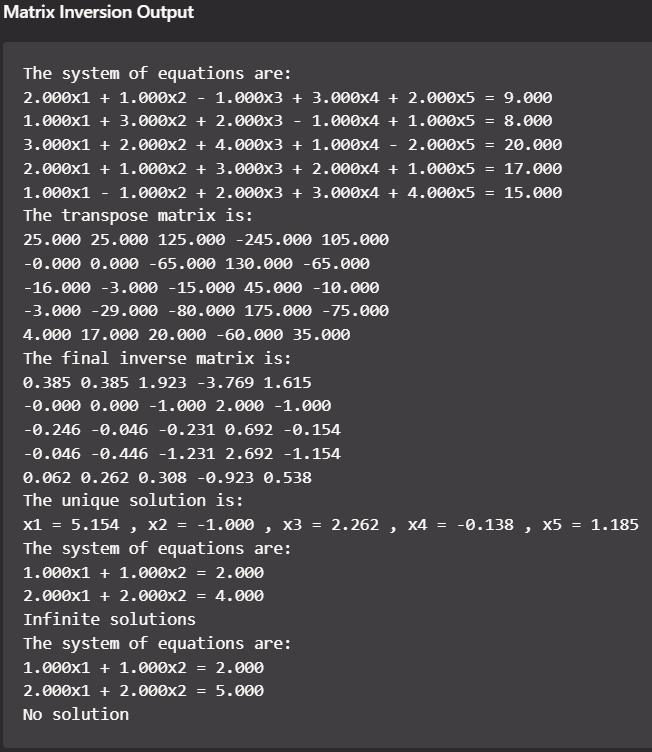 Matrix Inversion Output
The system of equations are:
2.000x1 + 1.000x2 - 1.000x3 + 3.000x4 + 2.000x5 = 9.000
1.000x1 + 3.000x2 + 2.000x3 - 1.000x4 + 1.000x5 = 8.000
3.000x1 + 2.000x2 + 4.000x3 + 1.000x4 - 2.000x5 = 20.000
2.000x1 + 1.000x2 + 3.000x3 + 2.000x4 + 1.000x5 = 17.000
1.000x1 - 1.000x2 + 2.000x3 + 3.000x4 + 4.000x5 = 15.000
The transpose matrix is:
25.000 25.000 125.000 -245.000 105.000
-0.000 0.000 -65.000 130.000 -65.000
-16.000 -3.000 -15.000 45.000 -10.000
-3.000 -29.000 -80.000 175.000 -75.000
4.000 17.000 20.000 -60.000 35.000
The final inverse matrix is:
0.385 0.385 1.923 -3.769 1.615
-0.000 0.000 -1.000 2.000 -1.000
-0.246 -0.046 -0.231 0.692 -0.154
-0.046 -0.446 -1.231 2.692 -1.154
0.062 0.262 0.308 -0.923 0.538
The unique solution is:
x1 = 5.154 , x2 = -1.000 , x3 = 2.262 , x4 = -0.138 , x5 = 1.185
The system of equations are:
1.000x1 + 1.000x2 = 2.000
2.000x1 + 2.000x2 = 4.000
Infinite solutions
The system of equations are:
1.000x1 + 1.000x2 = 2.000
2.000x1 + 2.000x2 = 5.000
No solution